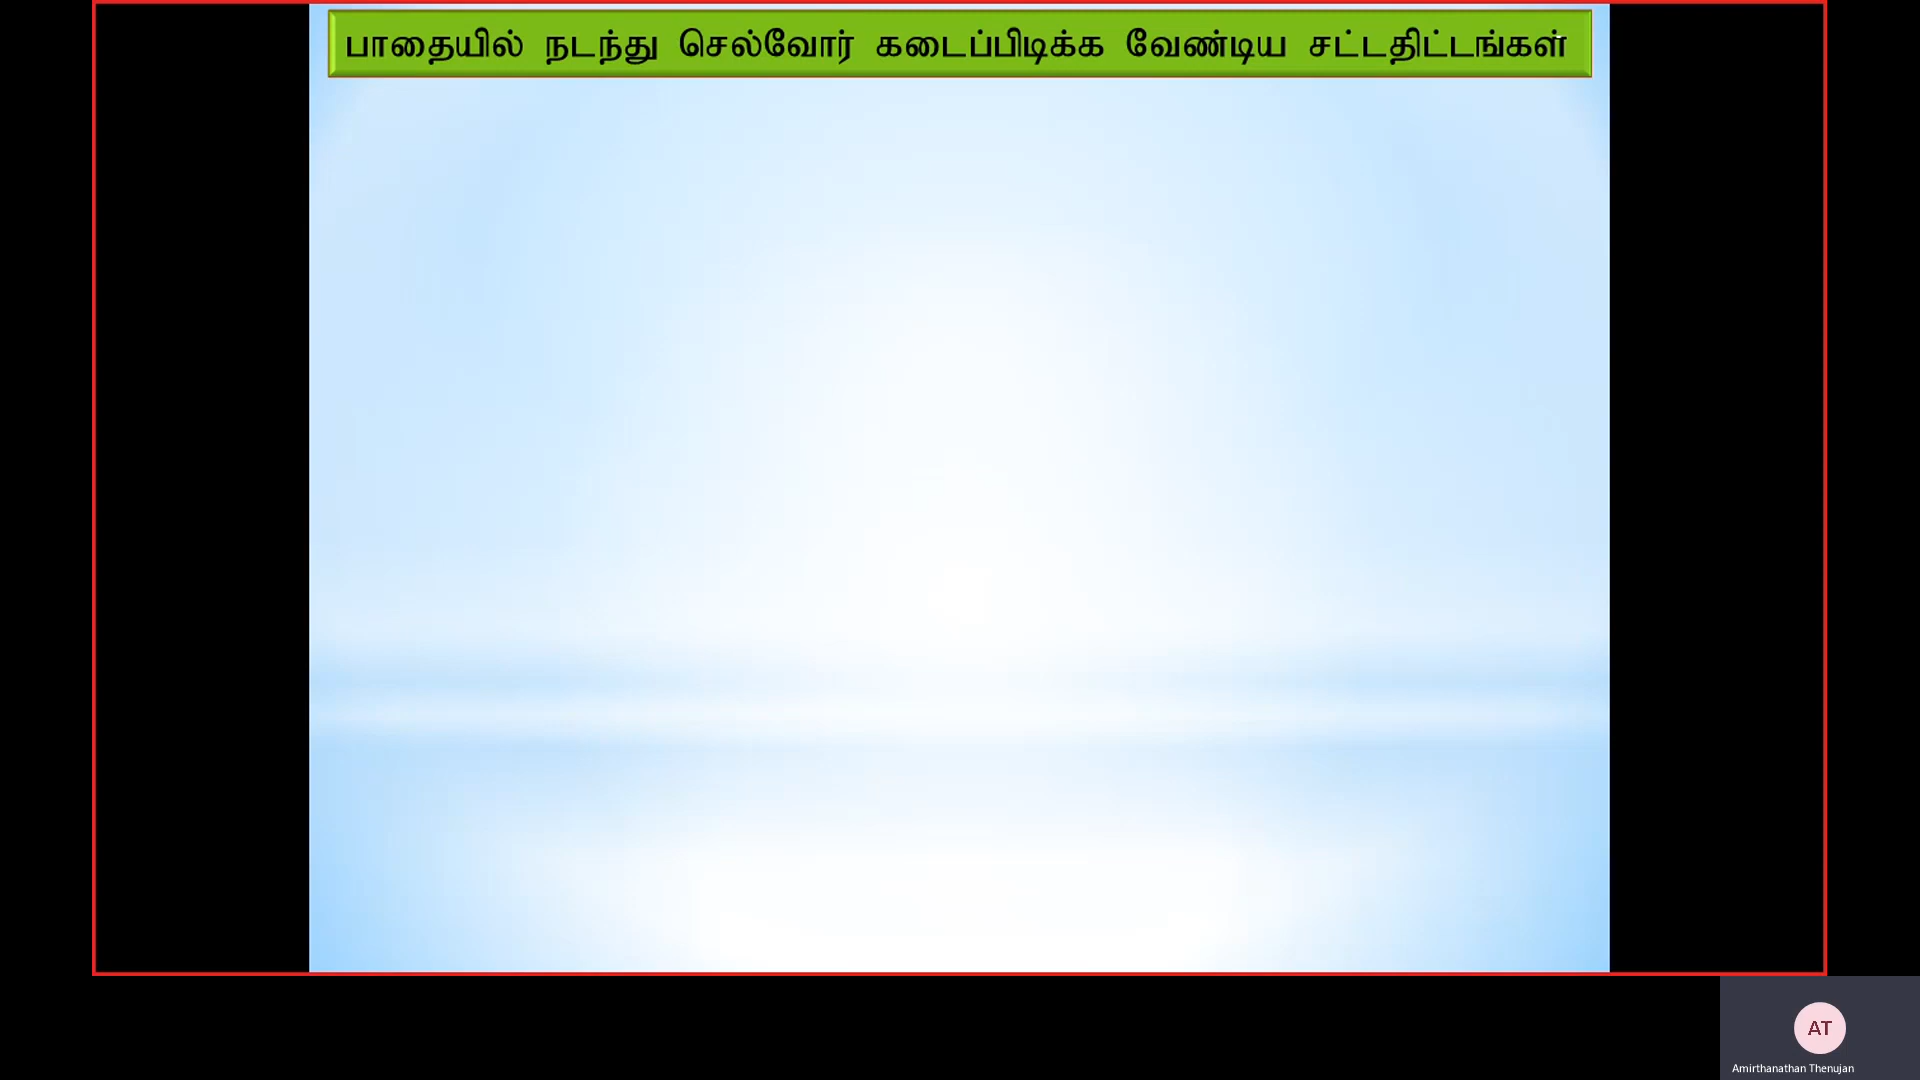 பாதையில் நடந்து செல்வோர் கடைப்பிடிக்க வேண்டிய சட்டதிட்டங்கள்
AT
Amirthanathan Thenujan